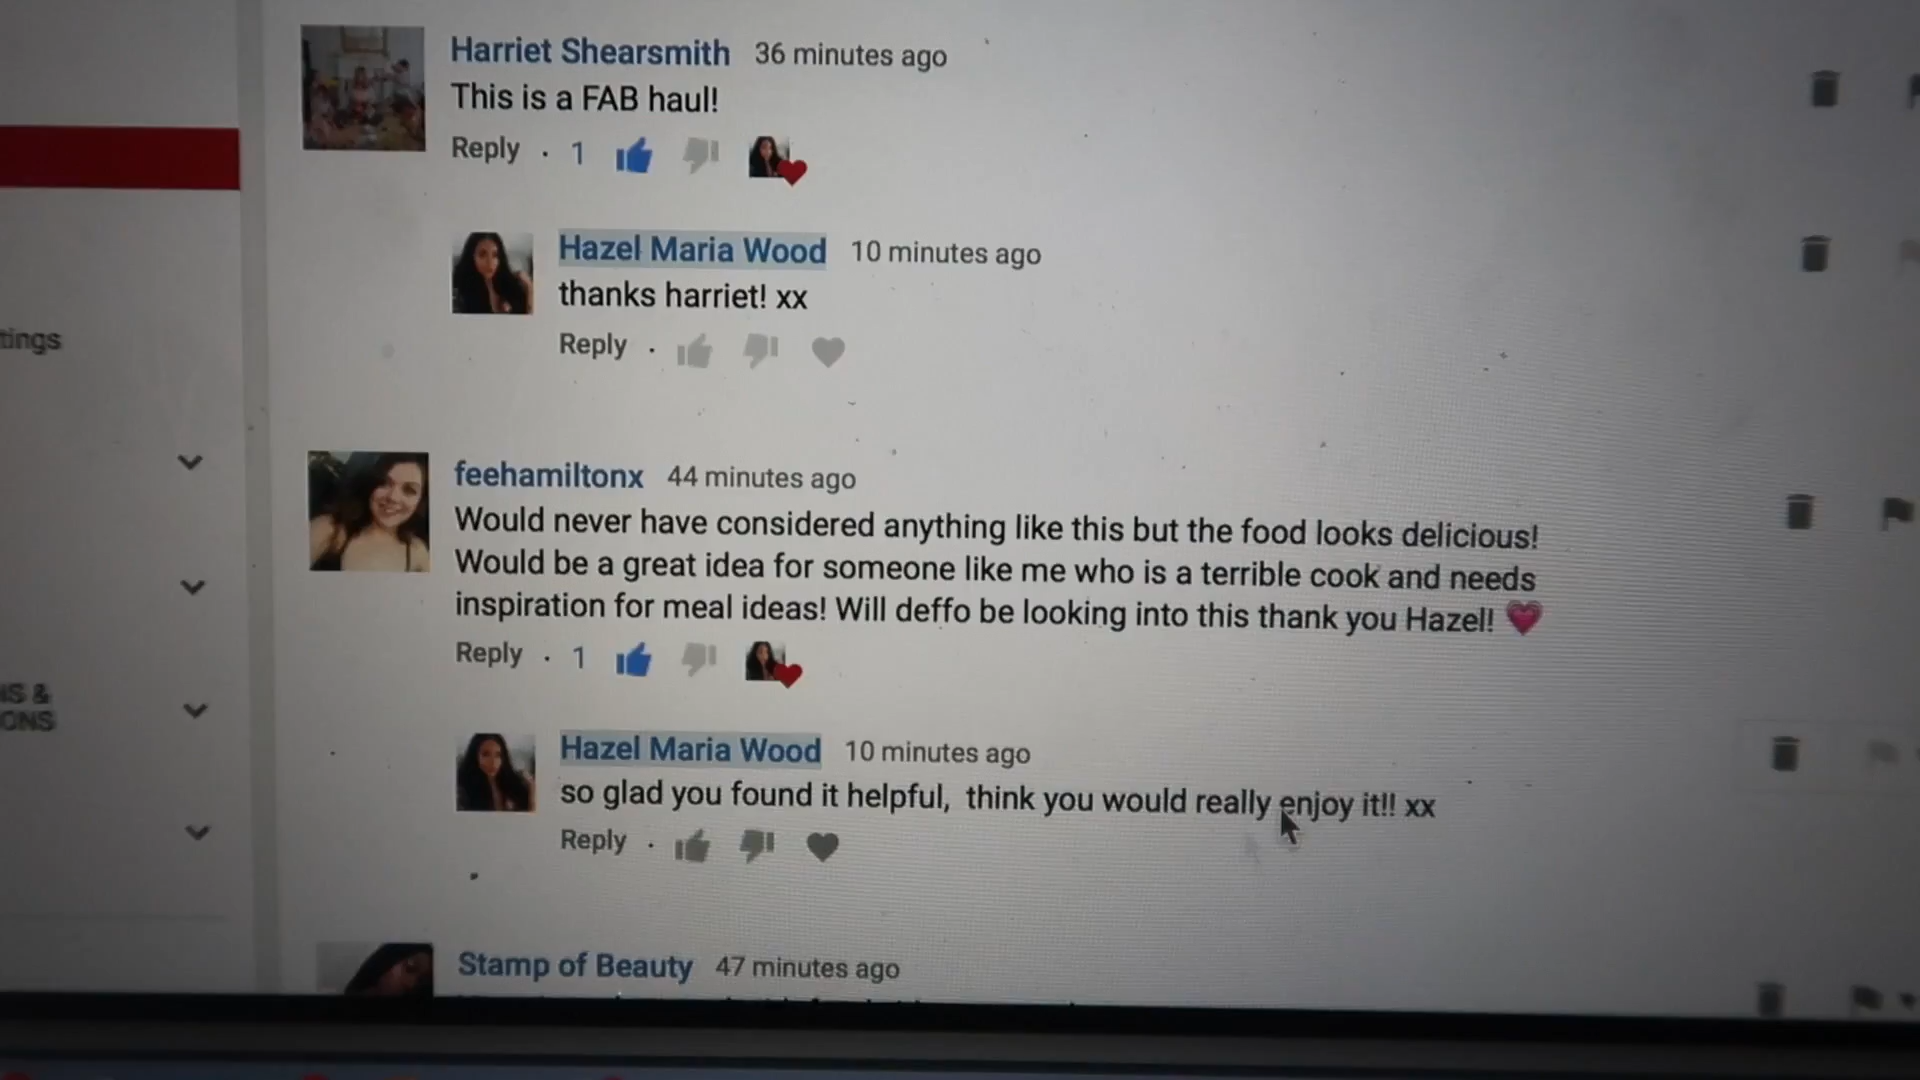 Harriet Shearsmith 36 minutes ago
This is a FAB haul!
Reply · 1
Hazel Maria Wood 10 minutes ago
thanks harriet! xx
Reply ·
tings
feehamiltonx 44 minutes ago
Would never have considered anything like this but the food looks delicious!
Would be a great idea for someone like me who is a terrible cook and needs
inspiration for meal ideas! Will deffo be looking into this thank you Hazel! 💗
Reply · 1
&
ONS
Hazel Maria Wood 10 minutes ago
so glad you found it helpful,  think you would really enjoy it!! xx
Reply ·
Stamp of Beauty 47 minutes ago